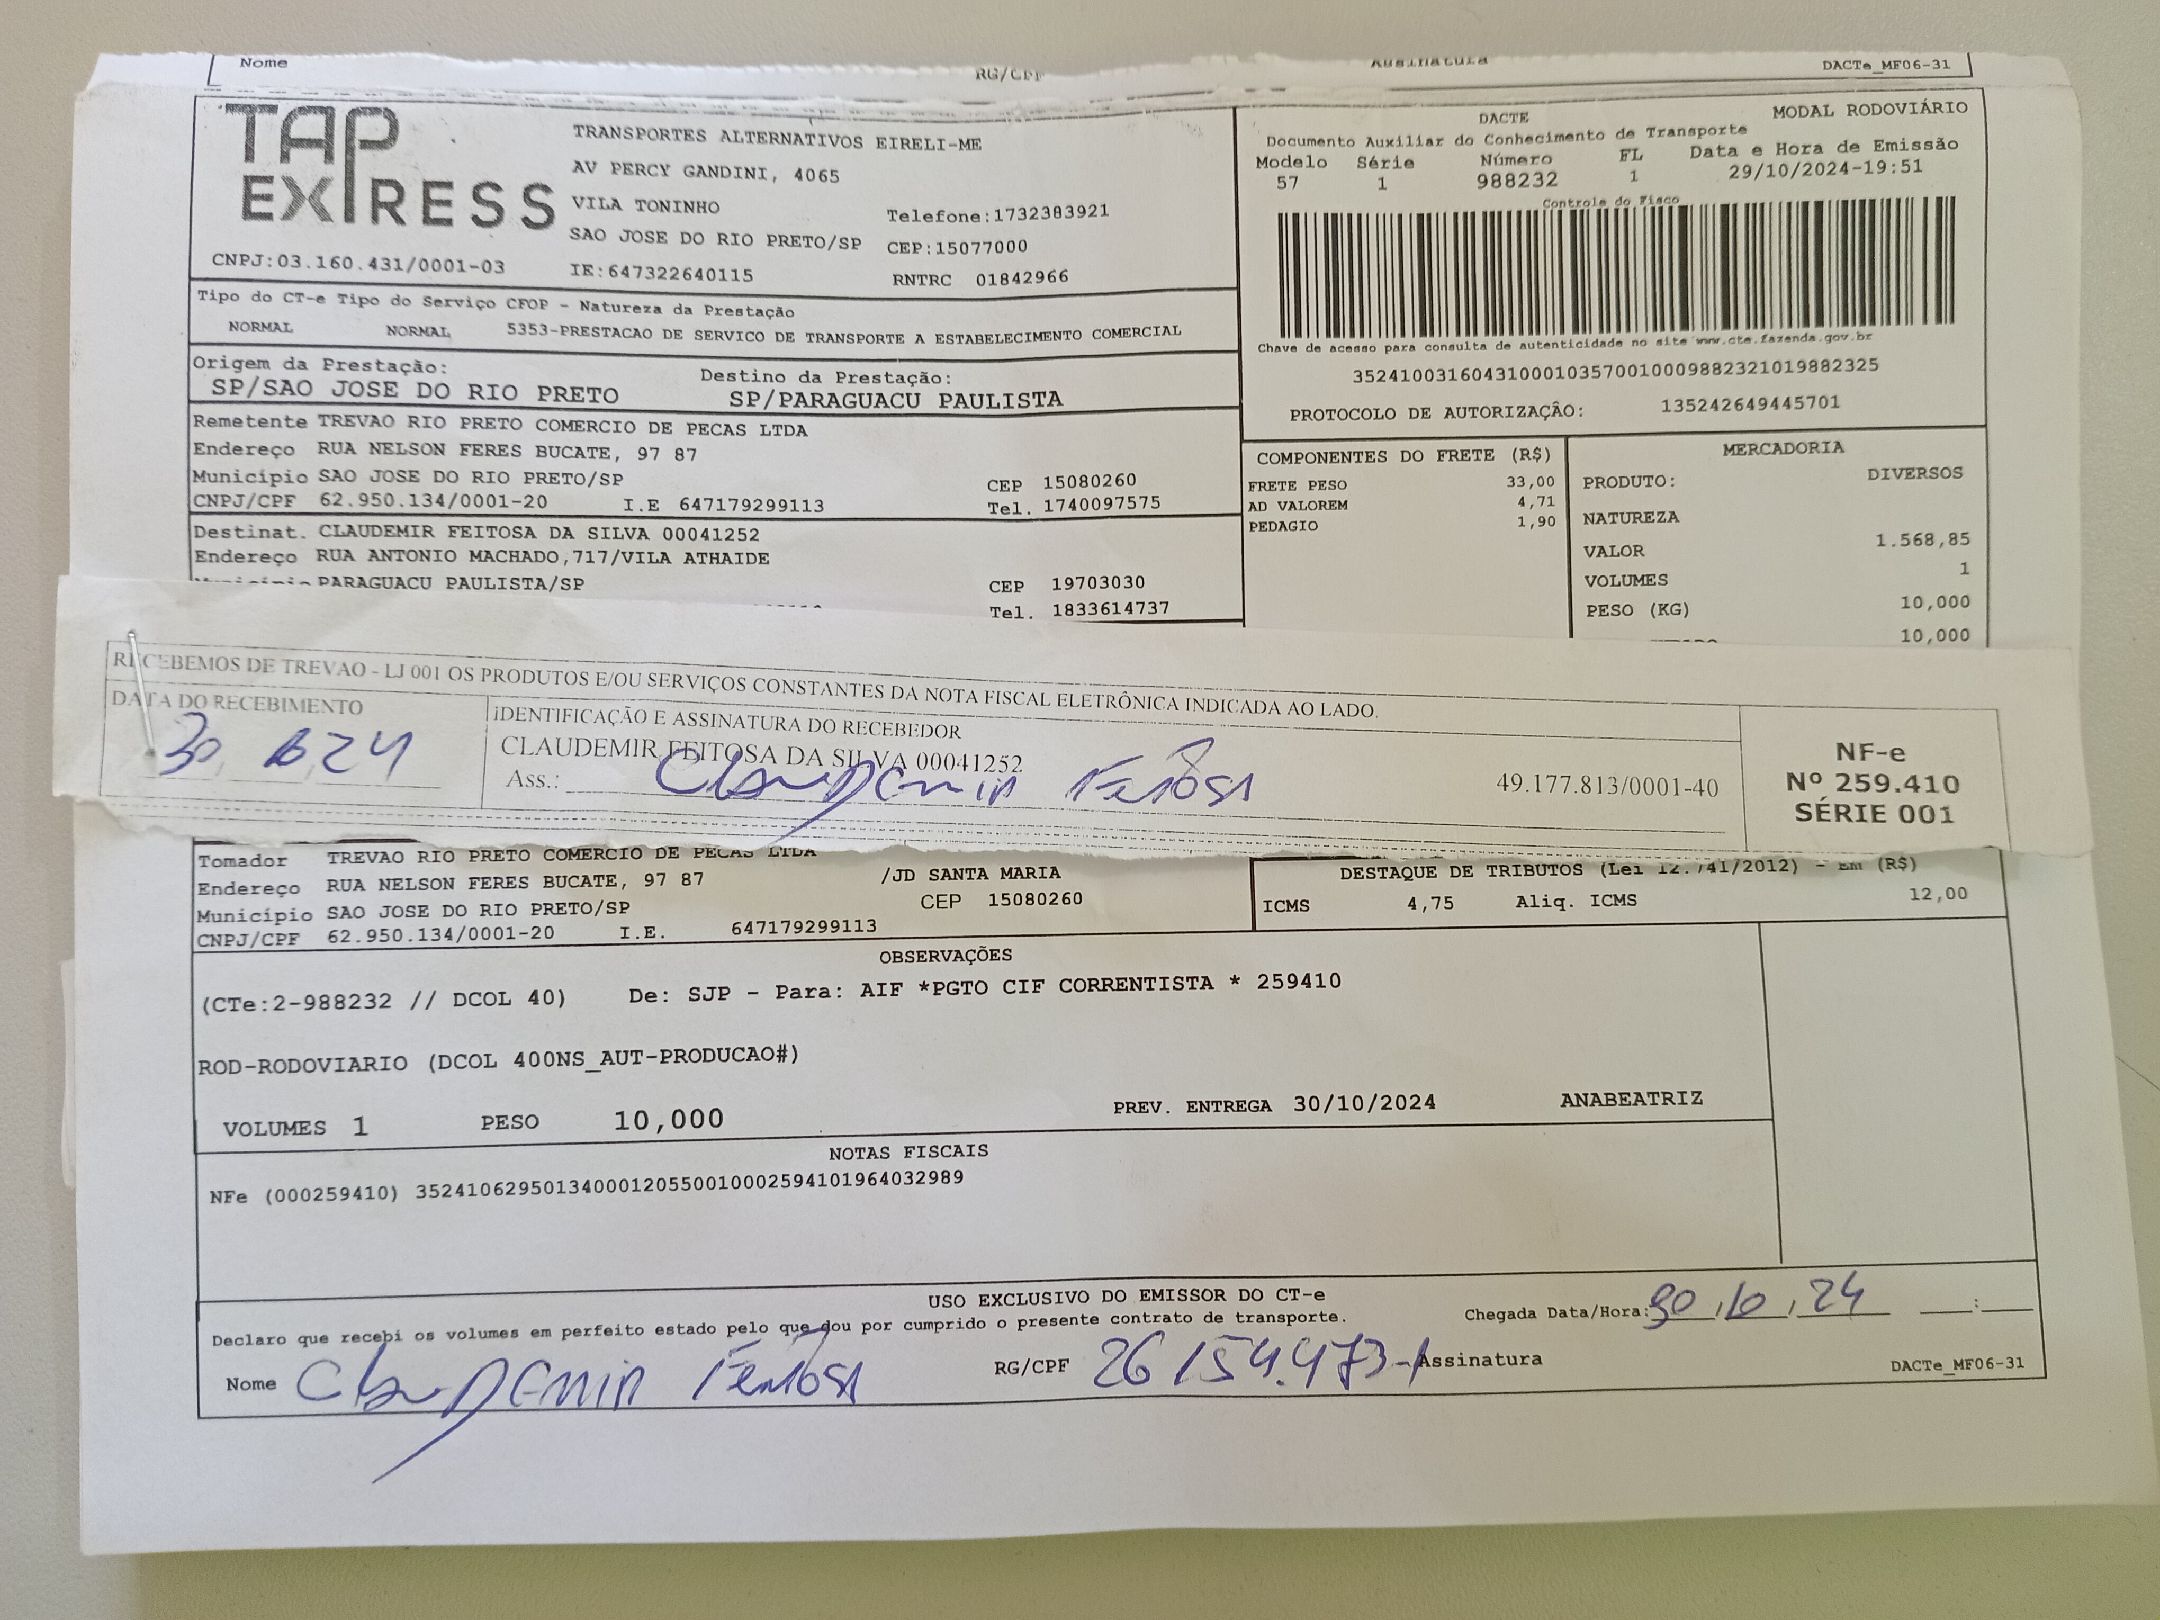 Nome RG/CPF Assinatura DACTe_MF06-31
TAP EXPRESS
TRANSPORTES ALTERNATIVOS EIRELI-ME
AV PERCY GANDINI, 4065
VILA TONINHO Telefone:1732383921
SAO JOSE DO RIO PRETO/SP CEP:15077000
CNPJ:03.160.431/0001-03 IE:647322640115 RNTRC 01842966
DACTE MODAL RODOVIÁRIO
Documento Auxiliar do Conhecimento de Transporte
Modelo Série Número FL Data e Hora de Emissão
57 1 988232 1 29/10/2024-19:51
Controle do Fisco
Chave de acesso para consulta de autenticidade no site www.cte.fazenda.gov.br
35241003160431000103570010009882321019882325
PROTOCOLO DE AUTORIZAÇÃO: 135242649445701
Tipo do CT-e Tipo do Serviço CFOP - Natureza da Prestação
NORMAL NORMAL 5353-PRESTACAO DE SERVICO DE TRANSPORTE A ESTABELECIMENTO COMERCIAL
Origem da Prestação: Destino da Prestação:
SP/SAO JOSE DO RIO PRETO SP/PARAGUACU PAULISTA
Remetente TREVAO RIO PRETO COMERCIO DE PECAS LTDA
Endereço RUA NELSON FERES BUCATE, 97 87
Município SAO JOSE DO RIO PRETO/SP CEP 15080260
CNPJ/CPF 62.950.134/0001-20 I.E 647179299113 Tel. 1740097575
Destinat. CLAUDEMIR FEITOSA DA SILVA 00041252
Endereço RUA ANTONIO MACHADO,717/VILA ATHAIDE
Município PARAGUACU PAULISTA/SP CEP 19703030
Tel. 1833614737
COMPONENTES DO FRETE (R$)
FRETE PESO 33,00
AD VALOREM 4,71
PEDAGIO 1,90
MERCADORIA
PRODUTO: DIVERSOS
NATUREZA
VALOR 1.568,85
VOLUMES 1
PESO (KG) 10,000
10,000
RECEBEMOS DE TREVAO - LJ 001 OS PRODUTOS E/OU SERVIÇOS CONSTANTES DA NOTA FISCAL ELETRÔNICA INDICADA AO LADO.
DATA DO RECEBIMENTO
30 10 24
IDENTIFICAÇÃO E ASSINATURA DO RECEBEDOR
CLAUDEMIR FEITOSA DA SILVA 00041252
Ass.: Claudemir Feitosa 49.177.813/0001-40
NF-e
Nº 259.410
SÉRIE 001
Tomador TREVAO RIO PRETO COMERCIO DE PECAS LTDA
Endereço RUA NELSON FERES BUCATE, 97 87 /JD SANTA MARIA
Município SAO JOSE DO RIO PRETO/SP CEP 15080260
CNPJ/CPF 62.950.134/0001-20 I.E. 647179299113
DESTAQUE DE TRIBUTOS (Lei 12.741/2012) - Em (R$)
ICMS 4,75 Aliq. ICMS 12,00
OBSERVAÇÕES
(CTe:2-988232 // DCOL 40) De: SJP - Para: AIF *PGTO CIF CORRENTISTA * 259410
ROD-RODOVIARIO (DCOL 400NS_AUT-PRODUCAO#)
VOLUMES 1 PESO 10,000 PREV. ENTREGA 30/10/2024 ANABEATRIZ
NOTAS FISCAIS
NFe (000259410) 35241062950134000120550010002594101964032989
USO EXCLUSIVO DO EMISSOR DO CT-e
Declaro que recebi os volumes em perfeito estado pelo que dou por cumprido o presente contrato de transporte. Chegada Data/Hora: 30,10,24 :
Nome Claudemir Feitosa RG/CPF 26154.973-1 Assinatura DACTe_MF06-31